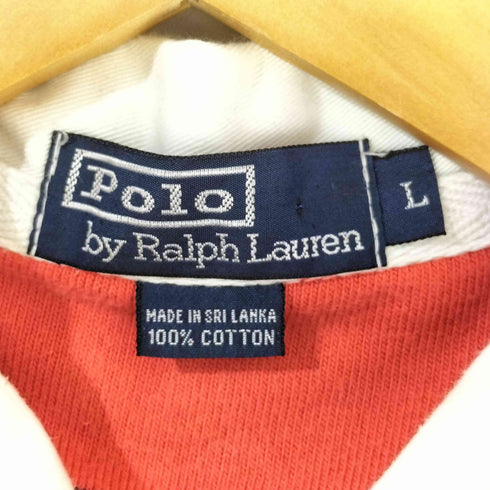 Polo
by Ralph Lauren
L
MADE IN SRI LANKA
100% COTTON